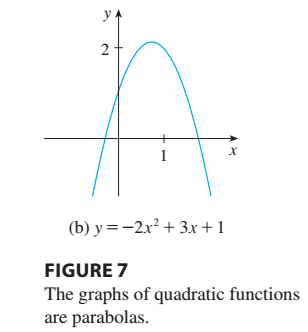 y
2
1
x
(b) y = −2x² + 3x + 1
FIGURE 7
The graphs of quadratic functions
are parabolas.